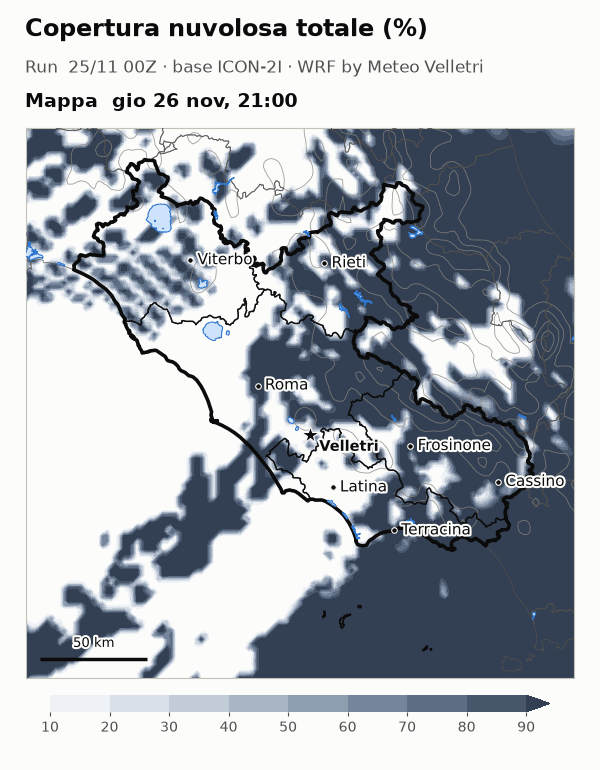 Copertura nuvolosa totale (%)
Run  25/11 00Z · base ICON-2I · WRF by Meteo Velletri
Mappa  gio 26 nov, 21:00
Viterbo
Rieti
Roma
Velletri
Frosinone
Cassino
Latina
Terracina
50 km
10 20 30 40 50 60 70 80 90